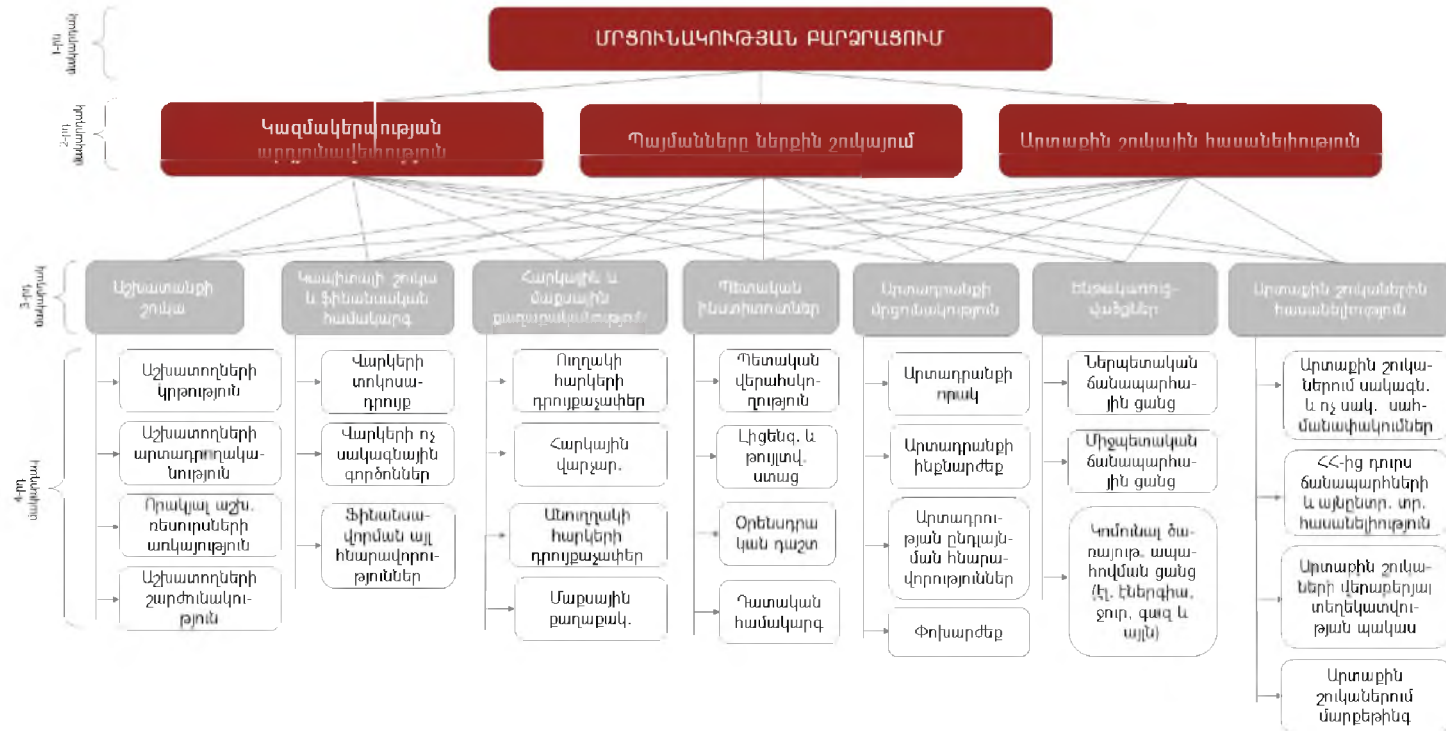 1-ին
մակարդակ
ՄՐՑՈՒՆԱԿՈՒԹՅԱՆ ԲԱՐՁՐԱՑՈՒՄ
2-րդ
մակարդակ
Կազմակերպության
արդյունավետություն
Պայմանները ներքին շուկայում
Արտաքին շուկային հասանելիություն
3-րդ
մակարդակ
Աշխատանքի
շուկա
Կապիտալի շուկա
և ֆինանսական
համակարգ
Հարկային և
մաքսային
քաղաքականություն
Պետական
ինստիտուտներ
Արտադրանքի
մրցունակություն
Ենթակառուց-
վածքներ
Արտաքին շուկաներին
հասանելիություն
4-րդ
մակարդակ
Աշխատողների
կրթություն
Աշխատողների
արտադրողակա-
նություն
Որակյալ աշխ.
ռեսուրսների
առկայություն
Աշխատողների
շարժունակու-
թյուն
Վարկերի
տոկոսա-
դրույք
Վարկերի ոչ
սակագնային
գործոններ
Ֆինանսա-
վորման այլ
հնարավորու-
թյուններ
Ուղղակի
հարկերի
դրույքաչափեր
Հարկային
վարչար.
Անուղղակի
հարկերի
դրույքաչափեր
Մաքսային
քաղաքակ.
Պետական
վերահսկո-
ղություն
Լիցենզ. և
թույլտվ.
ստաց
Օրենսդրա
կան դաշտ
Դատական
համակարգ
Արտադրանքի
որակ
Արտադրանքի
ինքնարժեք
Արտադրու-
թյան ընդլայն-
ման հնարա-
վորություններ
Փոխարժեք
Ներպետական
ճանապարհա-
յին ցանց
Միջպետական
ճանապարհա-
յին ցանց
Կոմունալ ծա-
ռայութ. ապա-
հովման ցանց
(էլ. էներգիա,
ջուր, գազ և
այլն)
Արտաքին շուկա-
ներում սակագն.
և ոչ սակ. սահ-
մանափակումներ
ՀՀ-ից դուրս
ճանապարհների
և այնընտր. տր.
հասանելիություն
Արտաքին շուկա-
ների վերաբերյալ
տեղեկատվու-
թյան պակաս
Արտաքին
շուկաներում
մարքեթինգ